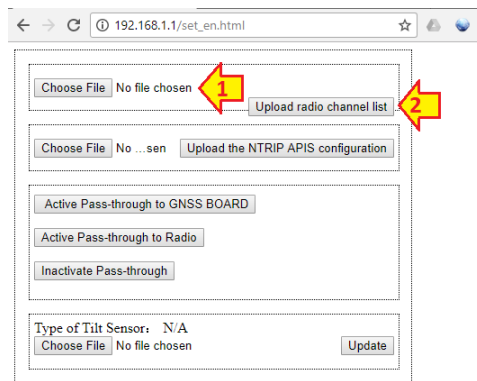 192.168.1.1/set_en.html
Choose File No file chosen 1
Upload radio channel list 2
Choose File No ...sen Upload the NTRIP APIS configuration
Active Pass-through to GNSS BOARD
Active Pass-through to Radio
Inactivate Pass-through
Type of Tilt Sensor: N/A
Choose File No file chosen Update